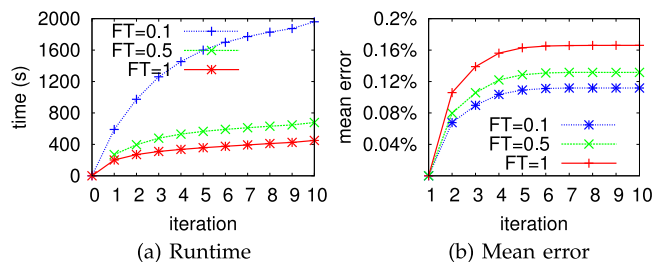 2000
1600
1200
800
400
0
time (s)
FT=0.1
FT=0.5
FT=1
0 1 2 3 4 5 6 7 8 9 10
iteration
(a) Runtime
0.2%
0.16%
0.12%
0.08%
0.04%
0
mean error
FT=0.1
FT=0.5
FT=1
1 2 3 4 5 6 7 8 9 10
iteration
(b) Mean error